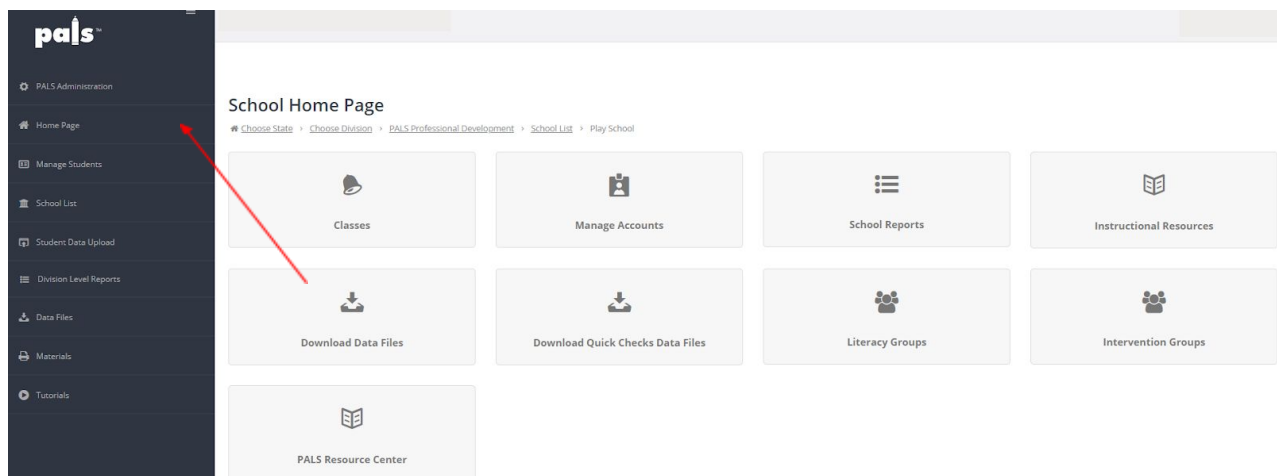 pals™
PALS Administration
Home Page
Manage Students
School List
Student Data Upload
Division Level Reports
Data Files
Materials
Tutorials
School Home Page
Choose State > Choose Division > PALS Professional Development > School List > Play School
Classes
Manage Accounts
School Reports
Instructional Resources
Download Data Files
Download Quick Checks Data Files
Literacy Groups
Intervention Groups
PALS Resource Center